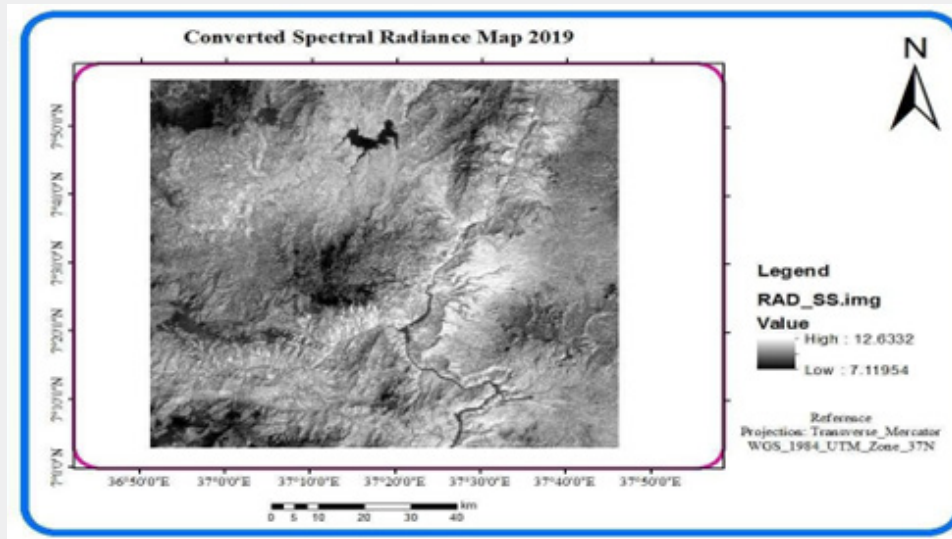 Converted Spectral Radiance Map 2019
N
7°50'0"N
7°40'0"N
7°30'0"N
7°20'0"N
7°10'0"N
7°0'0"N
36°50'0"E 37°0'0"E 37°10'0"E 37°20'0"E 37°30'0"E 37°40'0"E 37°50'0"E
km
0 5 10 20 30 40
Legend
RAD_SS.img
Value
High : 12.6332
Low : 7.11954
Reference
Projection: Transverse_Mercator
WGS_1984_UTM_Zone_37N